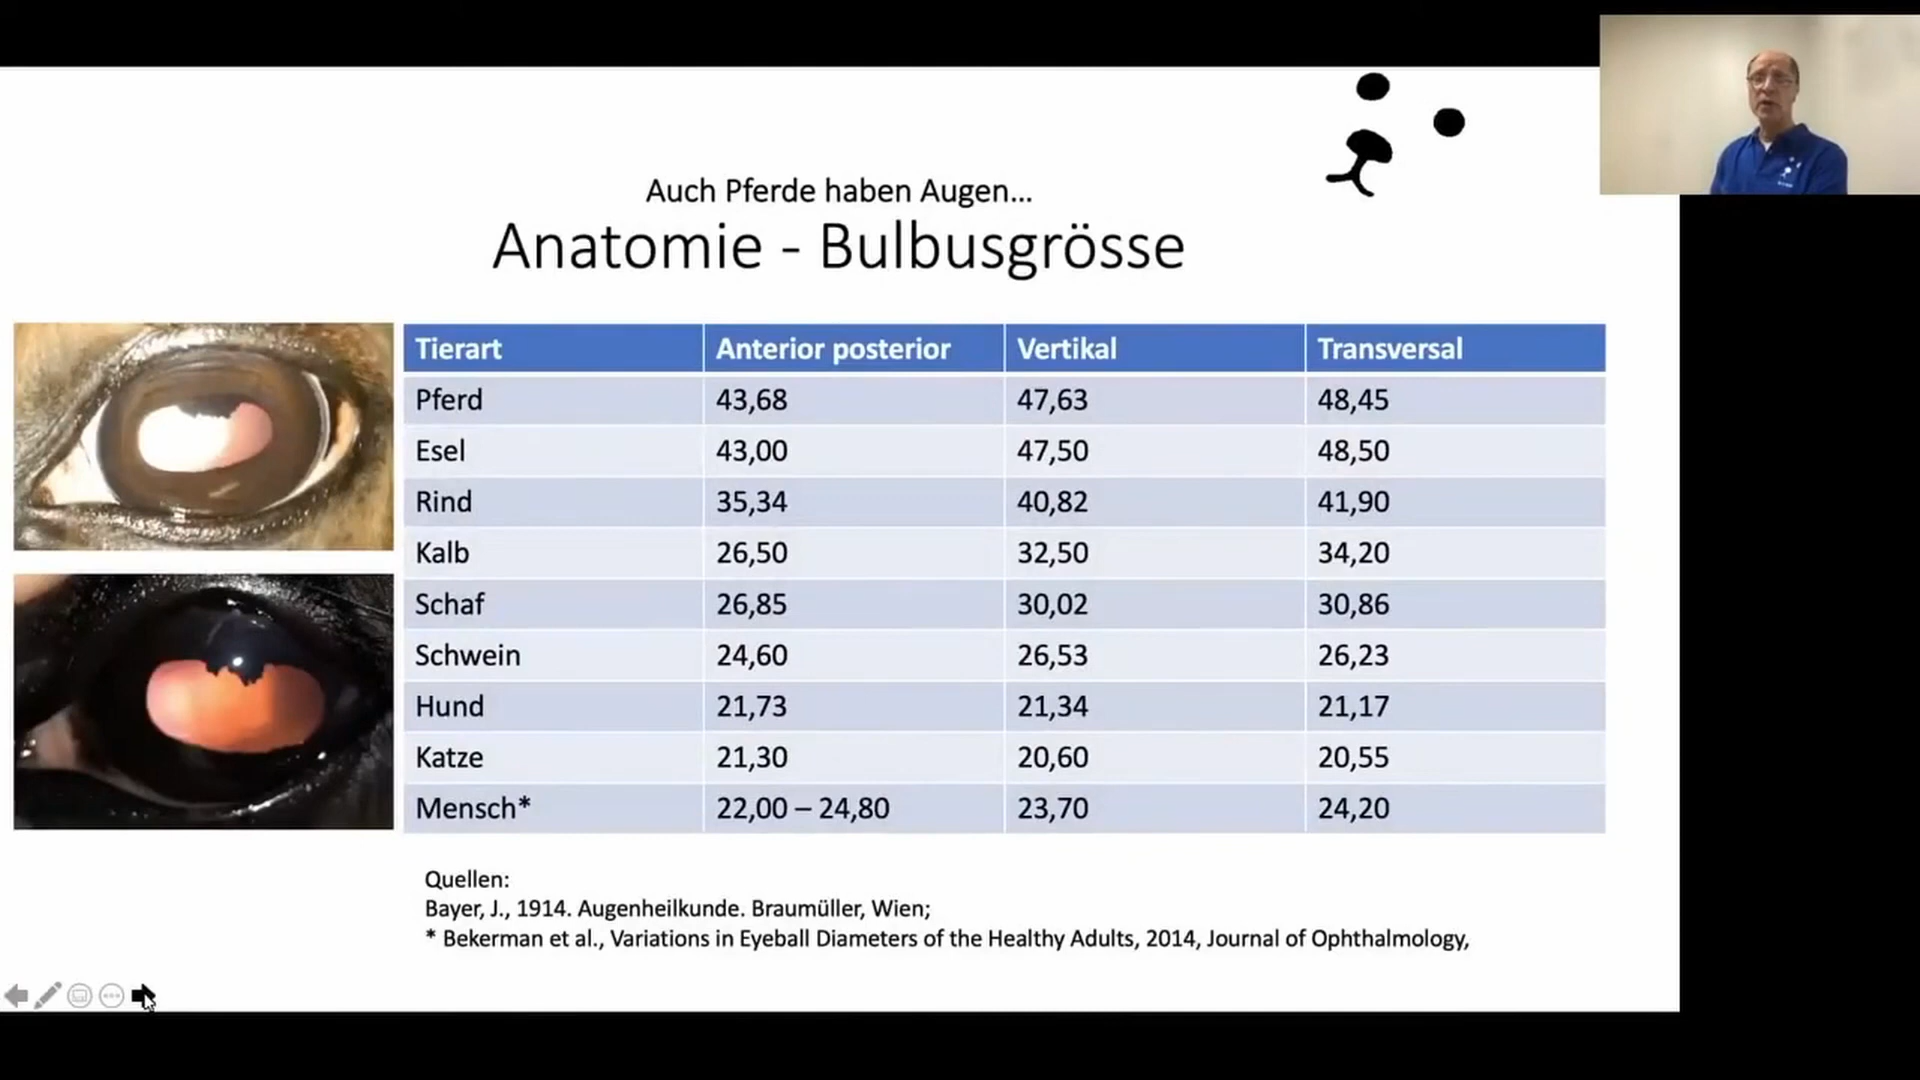 Auch Pferde haben Augen...
Anatomie - Bulbusgrösse
Tierart Anterior posterior Vertikal Transversal
Pferd 43,68 47,63 48,45
Esel 43,00 47,50 48,50
Rind 35,34 40,82 41,90
Kalb 26,50 32,50 34,20
Schaf 26,85 30,02 30,86
Schwein 24,60 26,53 26,23
Hund 21,73 21,34 21,17
Katze 21,30 20,60 20,55
Mensch* 22,00 – 24,80 23,70 24,20
Quellen:
Bayer, J., 1914. Augenheilkunde. Braumüller, Wien;
* Bekerman et al., Variations in Eyeball Diameters of the Healthy Adults, 2014, Journal of Ophthalmology,